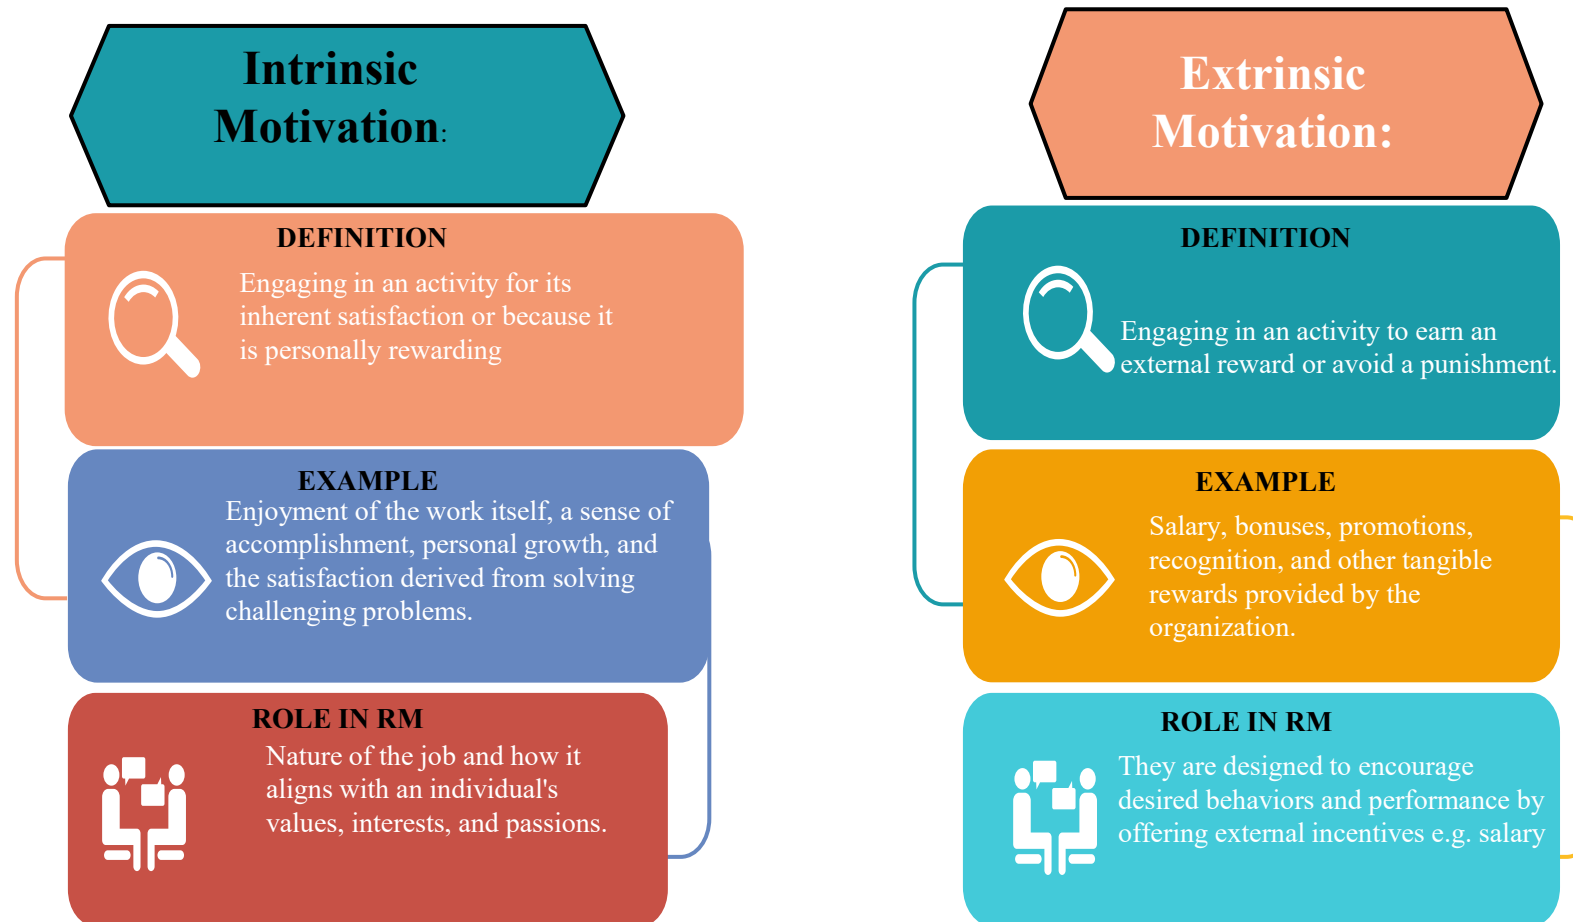 Intrinsic
Motivation:
DEFINITION
Engaging in an activity for its
inherent satisfaction or because it
is personally rewarding
EXAMPLE
Enjoyment of the work itself, a sense of
accomplishment, personal growth, and
the satisfaction derived from solving
challenging problems.
ROLE IN RM
Nature of the job and how it
aligns with an individual's
values, interests, and passions.
Extrinsic
Motivation:
DEFINITION
Engaging in an activity to earn an
external reward or avoid a punishment.
EXAMPLE
Salary, bonuses, promotions,
recognition, and other tangible
rewards provided by the
organization.
ROLE IN RM
They are designed to encourage
desired behaviors and performance by
offering external incentives e.g. salary